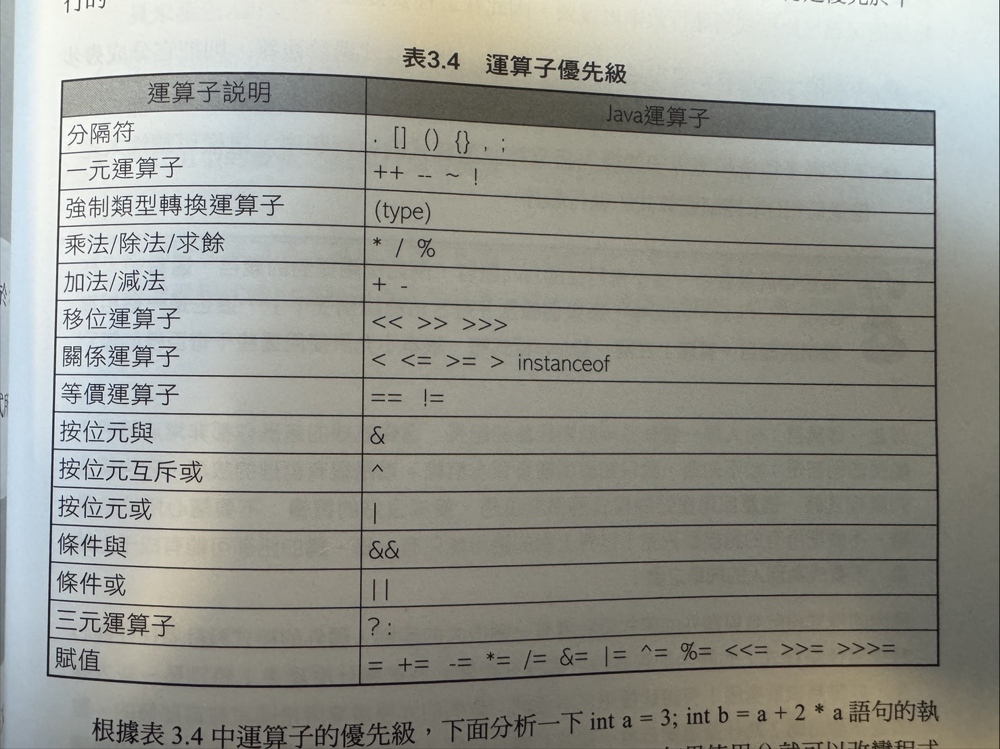 行的
表3.4 運算子優先級
運算子説明 Java運算子
分隔符 . [] () {} , ;
一元運算子 ++ -- ~ !
強制類型轉換運算子 (type)
乘法/除法/求餘 * / %
加法/減法 + -
移位運算子 << >> >>>
關係運算子 < <= >= > instanceof
等價運算子 == !=
按位元與 &
按位元互斥或 ^
按位元或 |
條件與 &&
條件或 ||
三元運算子 ? :
賦值 = += -= *= /= &= |= ^= %= <<= >>= >>>=
根據表 3.4 中運算子的優先級，下面分析一下 int a = 3; int b = a + 2 * a 語句的執